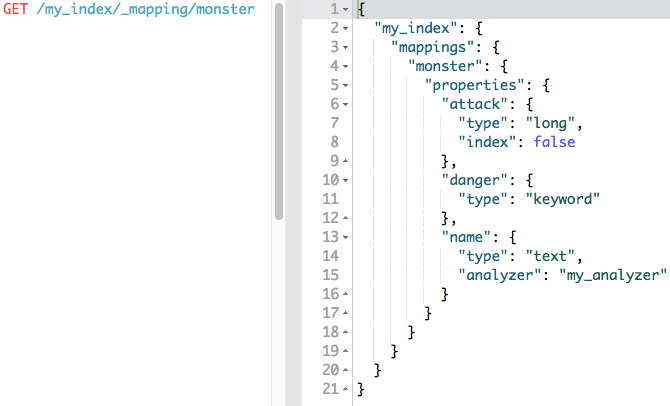 GET /my_index/_mapping/monster
1 {
2 "my_index": {
3 "mappings": {
4 "monster": {
5 "properties": {
6 "attack": {
7 "type": "long",
8 "index": false
9 },
10 "danger": {
11 "type": "keyword"
12 },
13 "name": {
14 "type": "text",
15 "analyzer": "my_analyzer"
16 }
17 }
18 }
19 }
20 }
21 }